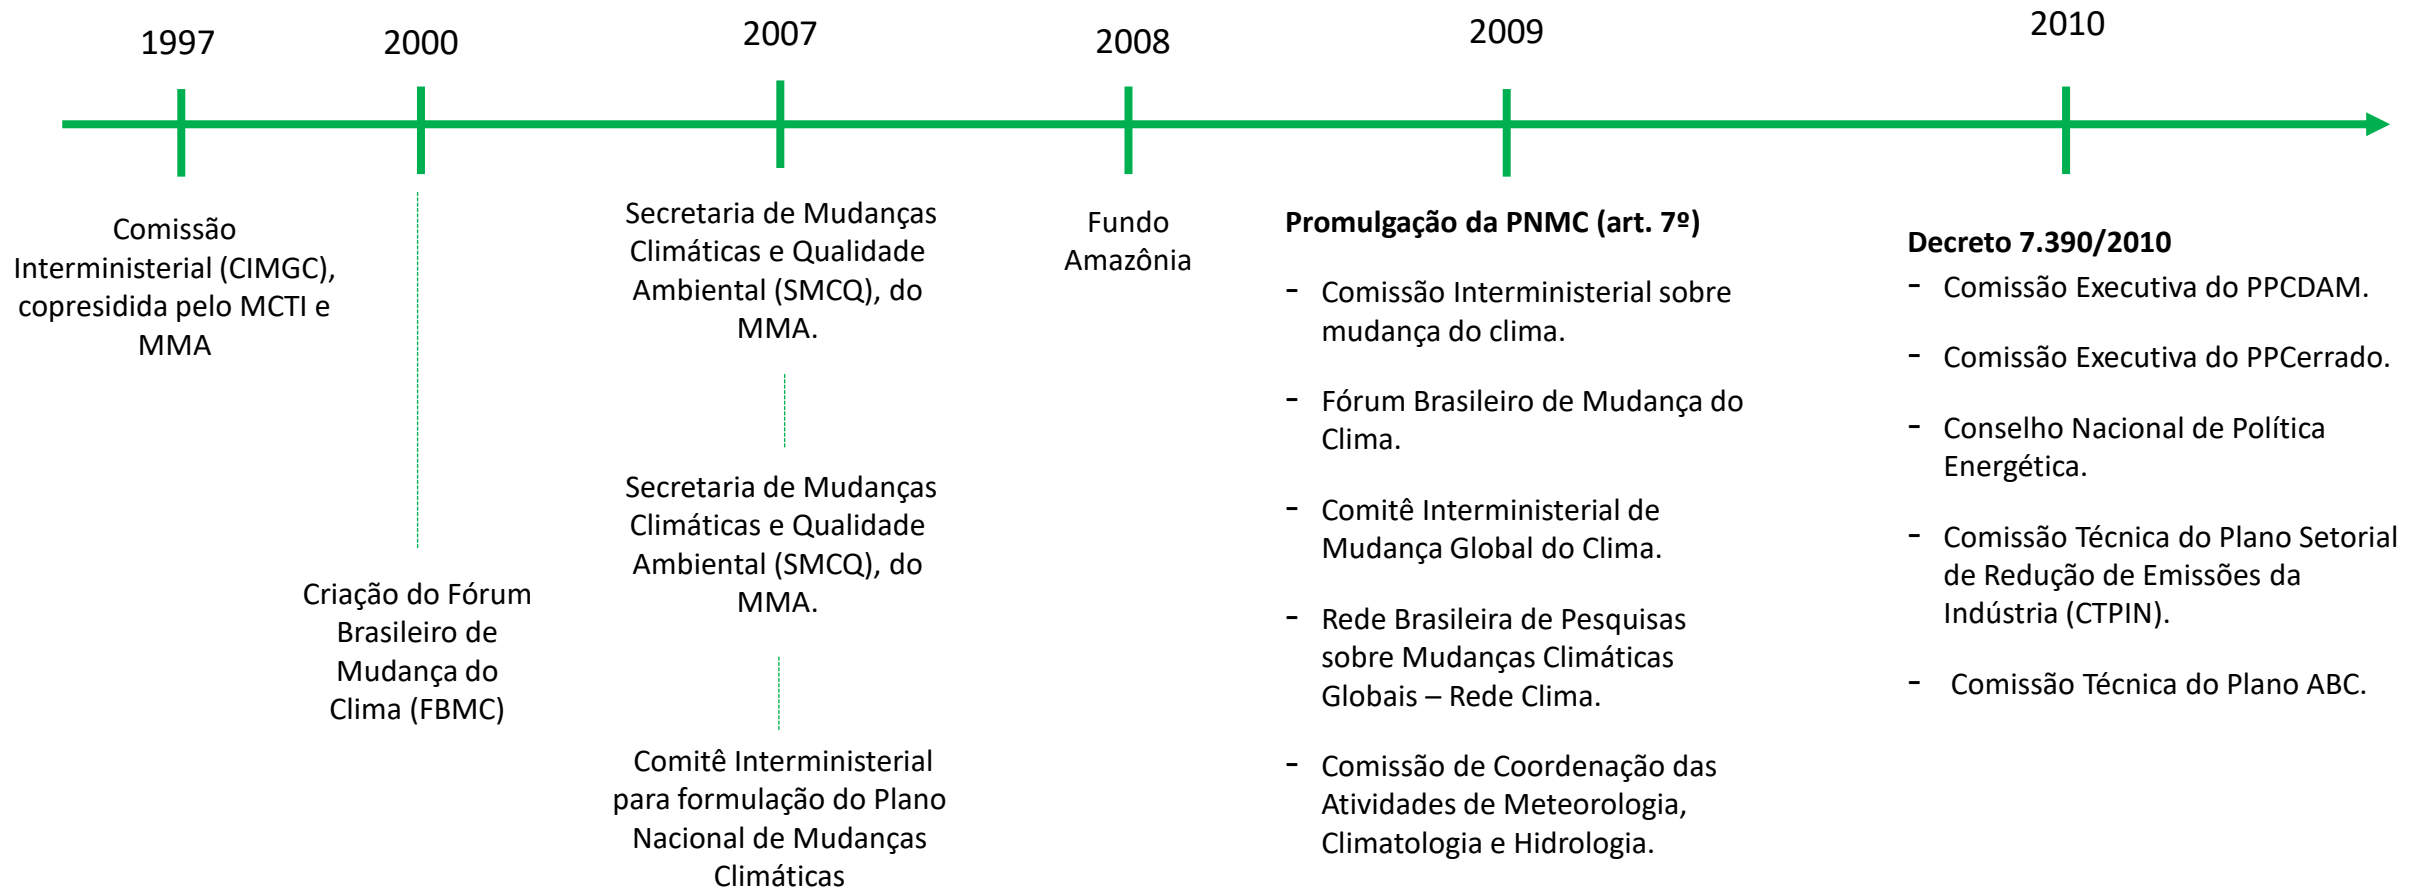 1997
Comissão
Interministerial (CIMGC),
copresidida pelo MCTI e
MMA
2000
Criação do Fórum
Brasileiro de
Mudança do
Clima (FBMC)
2007
Secretaria de Mudanças
Climáticas e Qualidade
Ambiental (SMCQ), do
MMA.
Secretaria de Mudanças
Climáticas e Qualidade
Ambiental (SMCQ), do
MMA.
Comitê Interministerial
para formulação do Plano
Nacional de Mudanças
Climáticas
2008
Fundo
Amazônia
2009
Promulgação da PNMC (art. 7º)
- Comissão Interministerial sobre
mudança do clima.
- Fórum Brasileiro de Mudança do
Clima.
- Comitê Interministerial de
Mudança Global do Clima.
- Rede Brasileira de Pesquisas
sobre Mudanças Climáticas
Globais – Rede Clima.
- Comissão de Coordenação das
Atividades de Meteorologia,
Climatologia e Hidrologia.
2010
Decreto 7.390/2010
- Comissão Executiva do PPCDAM.
- Comissão Executiva do PPCerrado.
- Conselho Nacional de Política
Energética.
- Comissão Técnica do Plano Setorial
de Redução de Emissões da
Indústria (CTPIN).
- Comissão Técnica do Plano ABC.